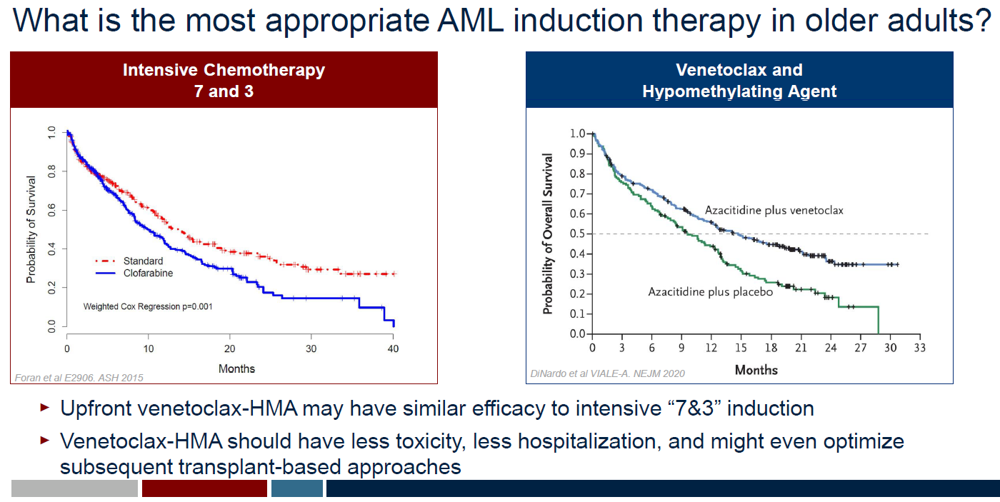 What is the most appropriate AML induction therapy in older adults?
Intensive Chemotherapy
7 and 3
Probability of Survival
1.0
0.8
0.6
0.4
0.2
0.0
Standard
Clofarabine
Weighted Cox Regression p=0.001
0 10 20 30 40
Months
Foran et al E2906. ASH 2015
Venetoclax and
Hypomethylating Agent
Probability of Overall Survival
1.0
0.9
0.8
0.7
0.6
0.5
0.4
0.3
0.2
0.1
0.0
Azacitidine plus venetoclax
Azacitidine plus placebo
0 3 6 9 12 15 18 21 24 27 30 33
Months
DiNardo et al VIALE-A. NEJM 2020
► Upfront venetoclax-HMA may have similar efficacy to intensive “7&3” induction
► Venetoclax-HMA should have less toxicity, less hospitalization, and might even optimize
subsequent transplant-based approaches